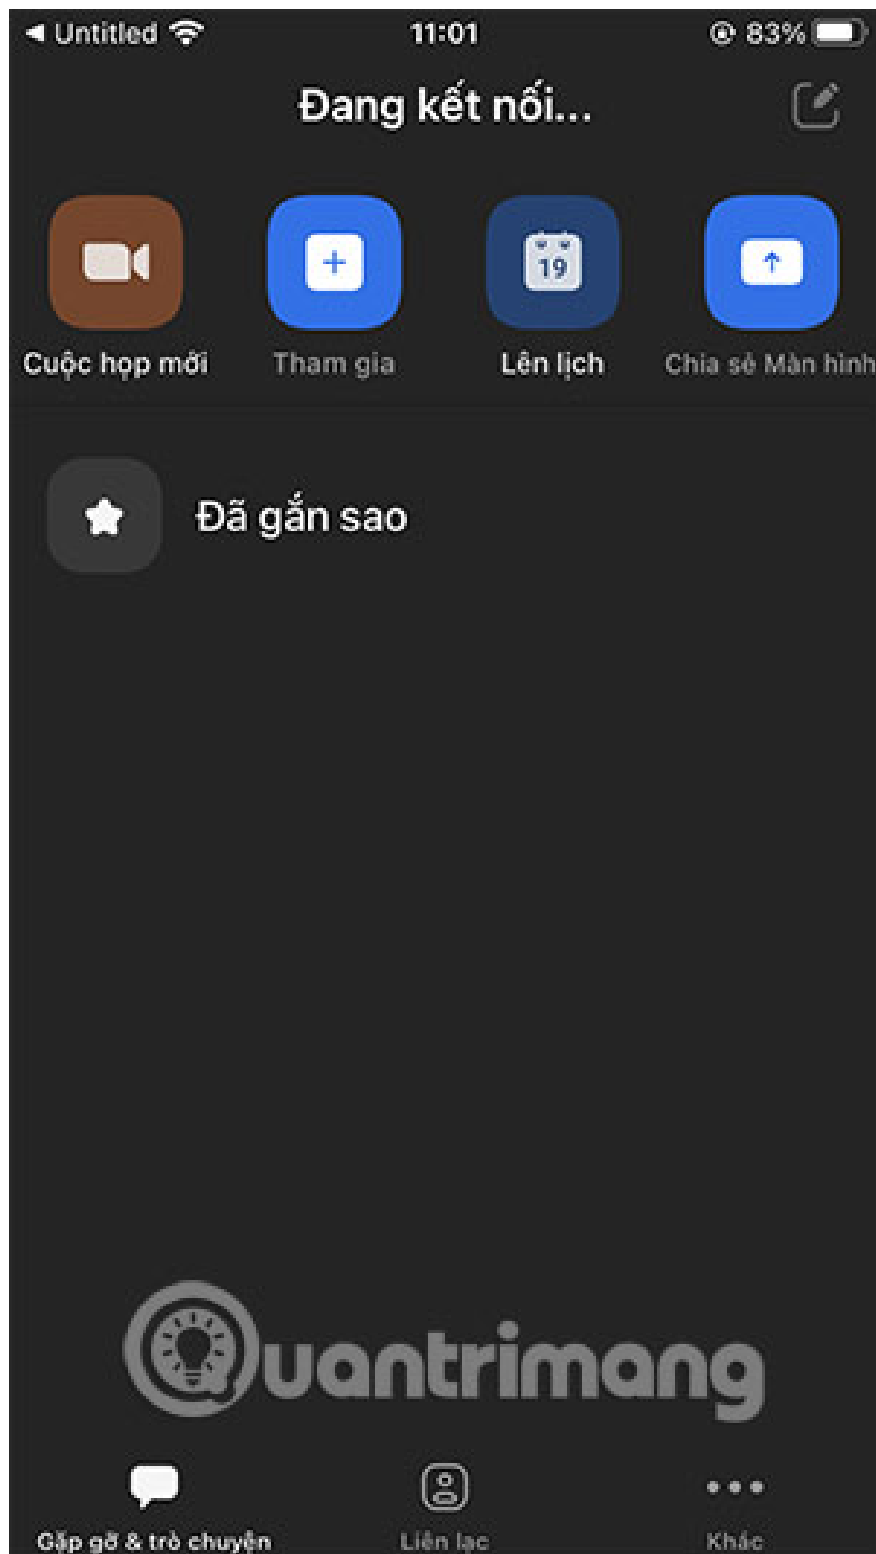 ◀ Untitled 11:01 83%
Đang kết nối...
19
Cuộc họp mới Tham gia Lên lịch Chia sẻ Màn hình
Đã gắn sao
Quantrimang
Gặp gỡ & trò chuyện Liên lạc Khác